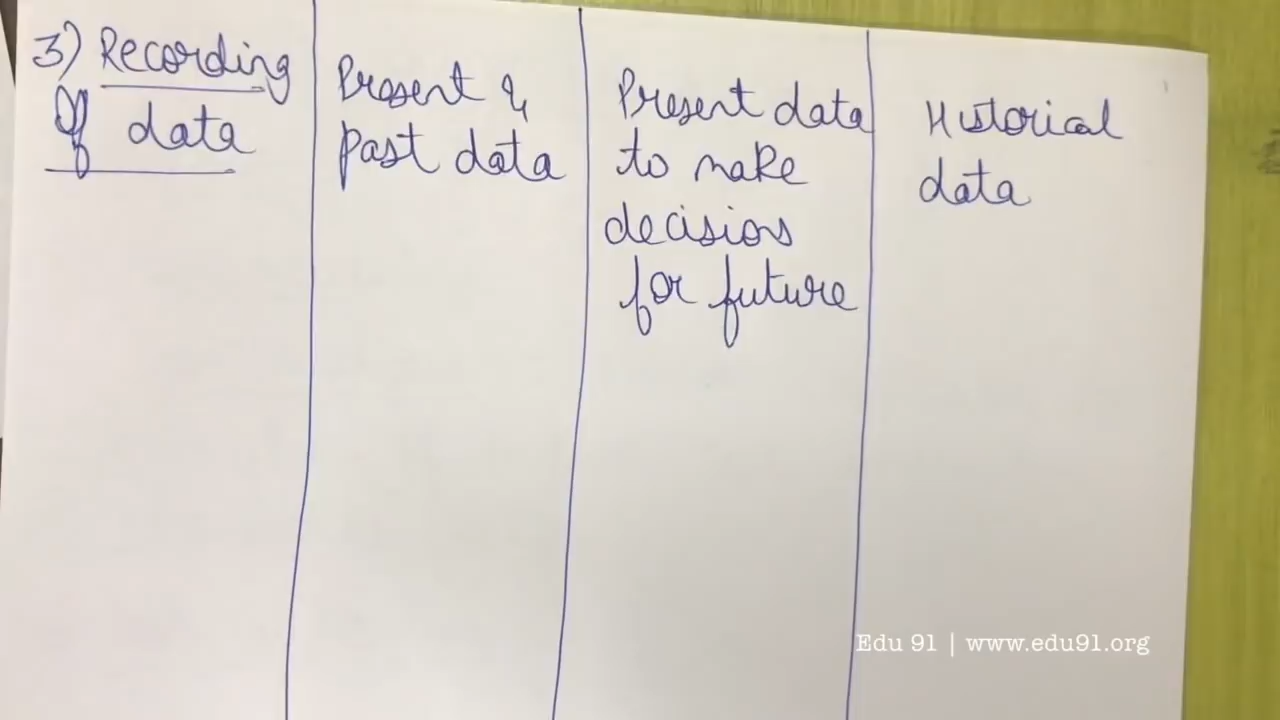 3) Recording
Of data
Present &
Past data
Present data
to make
decisions
for future
Historical
data
Edu 91 | www.edu91.org